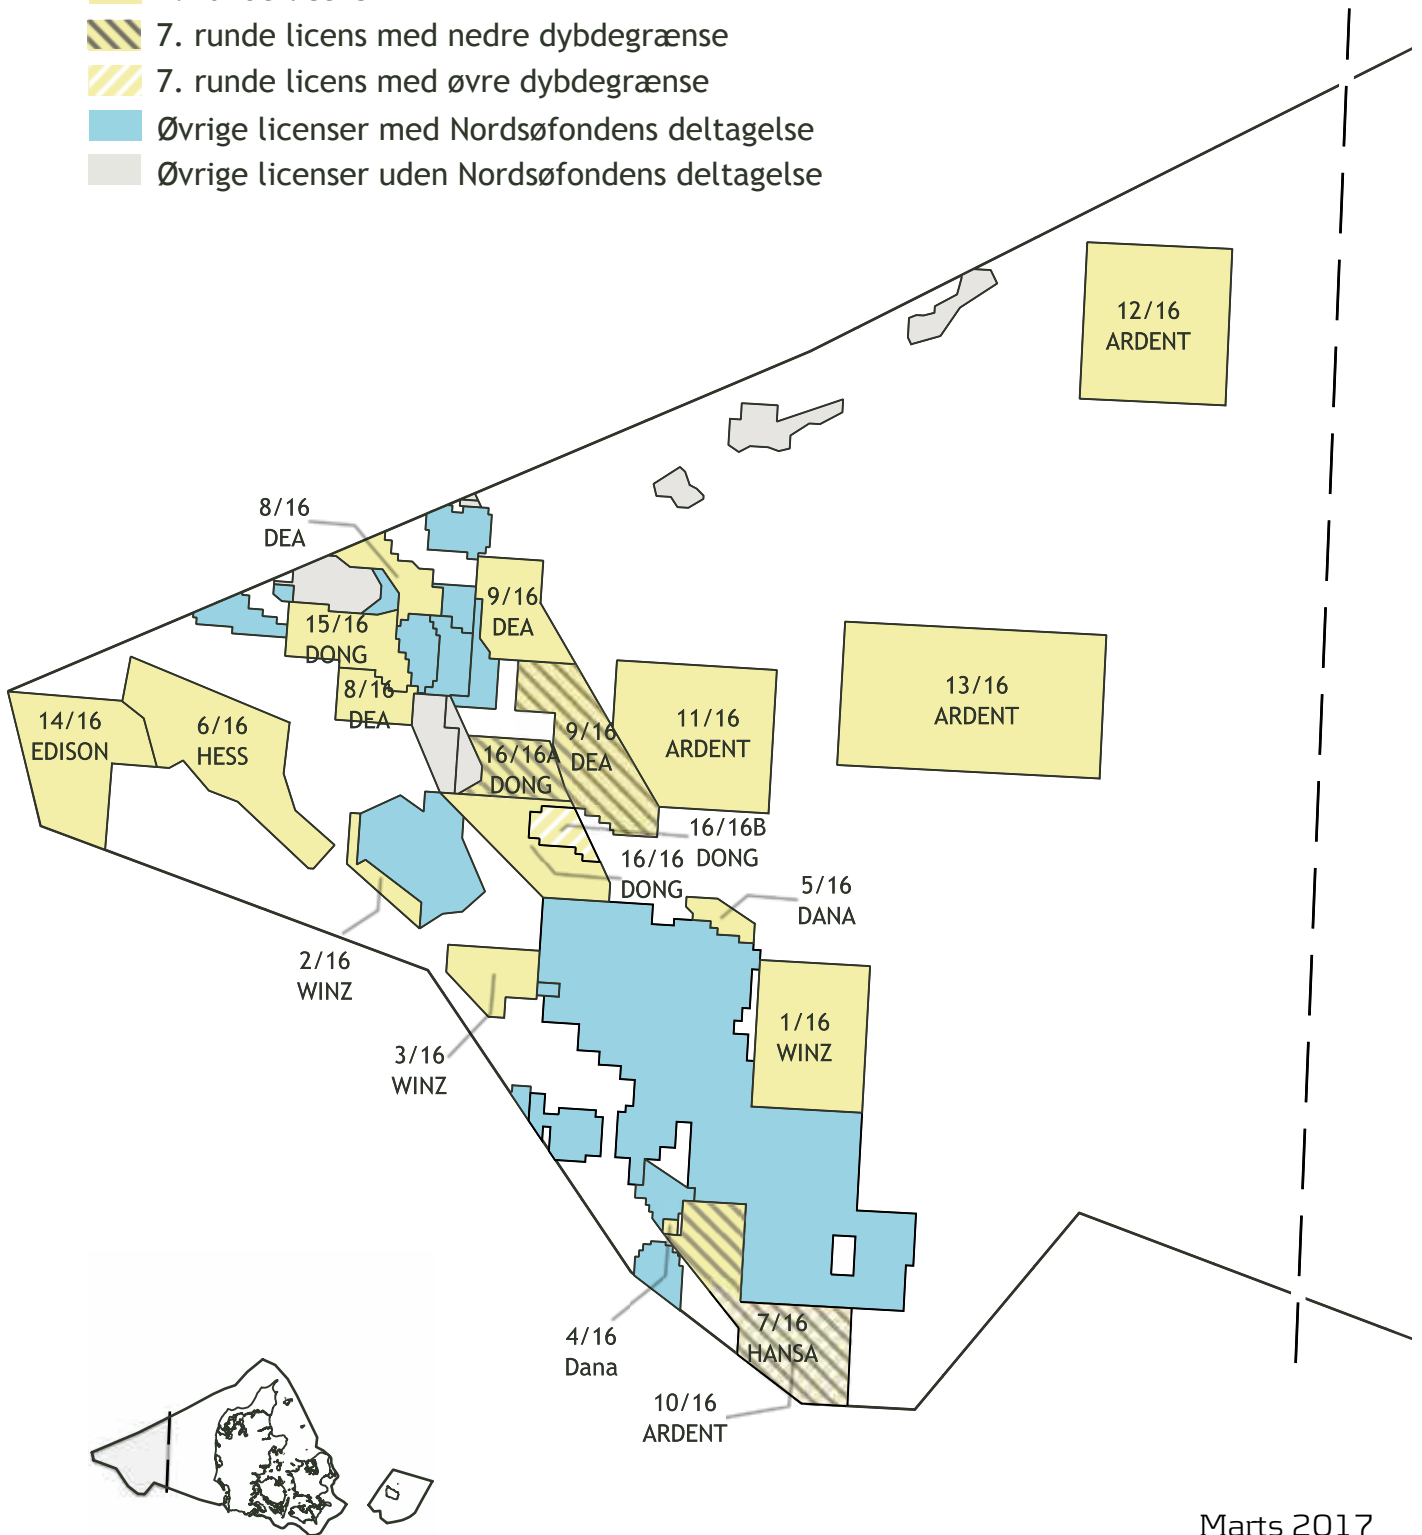 7. runde licens med nedre dybdegrænse
7. runde licens med øvre dybdegrænse
Øvrige licenser med Nordsøfondens deltagelse
Øvrige licenser uden Nordsøfondens deltagelse
12/16
ARDENT
8/16
DEA
9/16
DEA
15/16
DONG
8/16
DEA
13/16
ARDENT
14/16
EDISON
6/16
HESS
11/16
ARDENT
9/16
DEA
16/16A
DONG
16/16B
DONG
16/16
DONG
5/16
DANA
2/16
WINZ
1/16
WINZ
3/16
WINZ
4/16
Dana
7/16
HANSA
10/16
ARDENT
Marts 2017